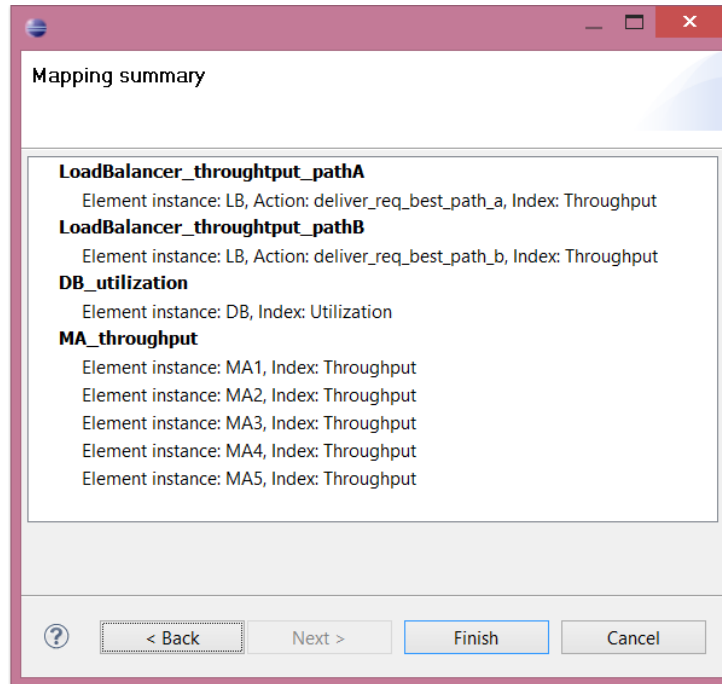 Mapping summary
LoadBalancer_throughtput_pathA
Element instance: LB, Action: deliver_req_best_path_a, Index: Throughput
LoadBalancer_throughtput_pathB
Element instance: LB, Action: deliver_req_best_path_b, Index: Throughput
DB_utilization
Element instance: DB, Index: Utilization
MA_throughput
Element instance: MA1, Index: Throughput
Element instance: MA2, Index: Throughput
Element instance: MA3, Index: Throughput
Element instance: MA4, Index: Throughput
Element instance: MA5, Index: Throughput
? < Back Next > Finish Cancel